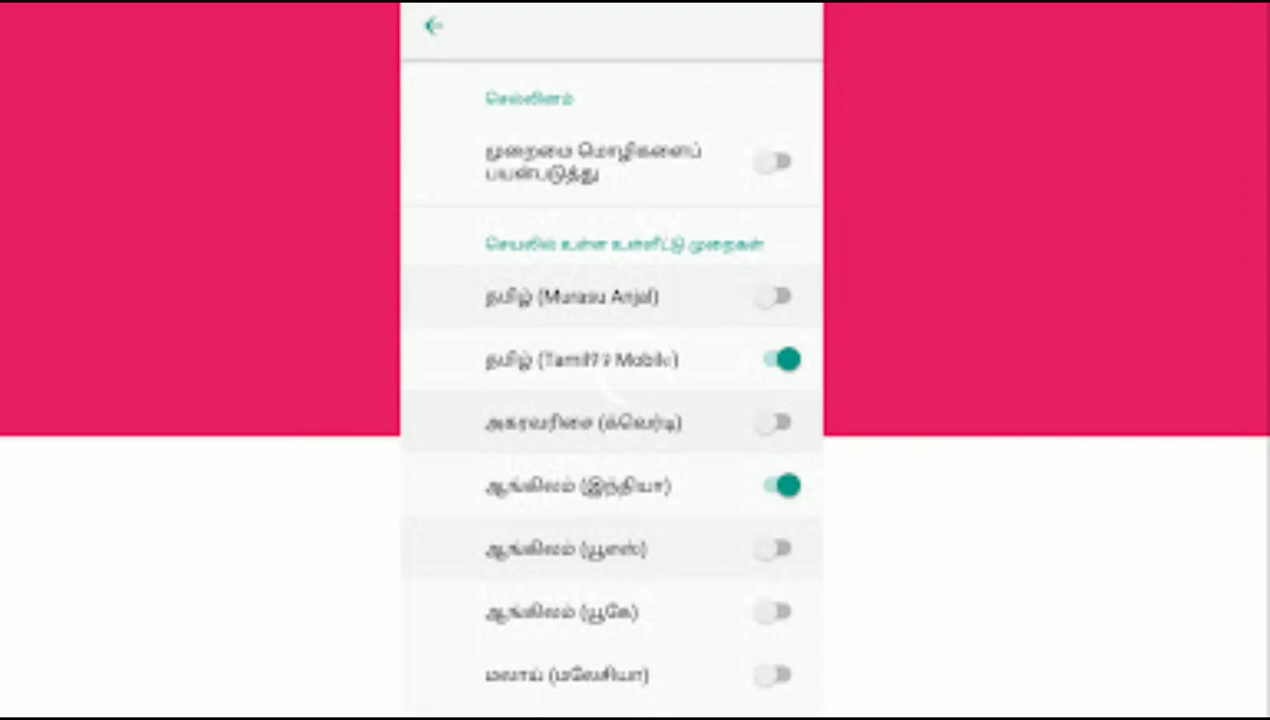 செல்லினம்
முறைமை மொழிகளைப்
பயன்படுத்து
செயலில் உள்ள உள்ளீட்டு முறைகள்
தமிழ் (Murasu Anjal)
தமிழ் (Tamil99 Mobile)
அகரவரிசை (க்வெர்டி)
ஆங்கிலம் (இந்தியா)
ஆங்கிலம் (யூஎஸ்)
ஆங்கிலம் (யூகே)
மலாய் (மலேசியா)